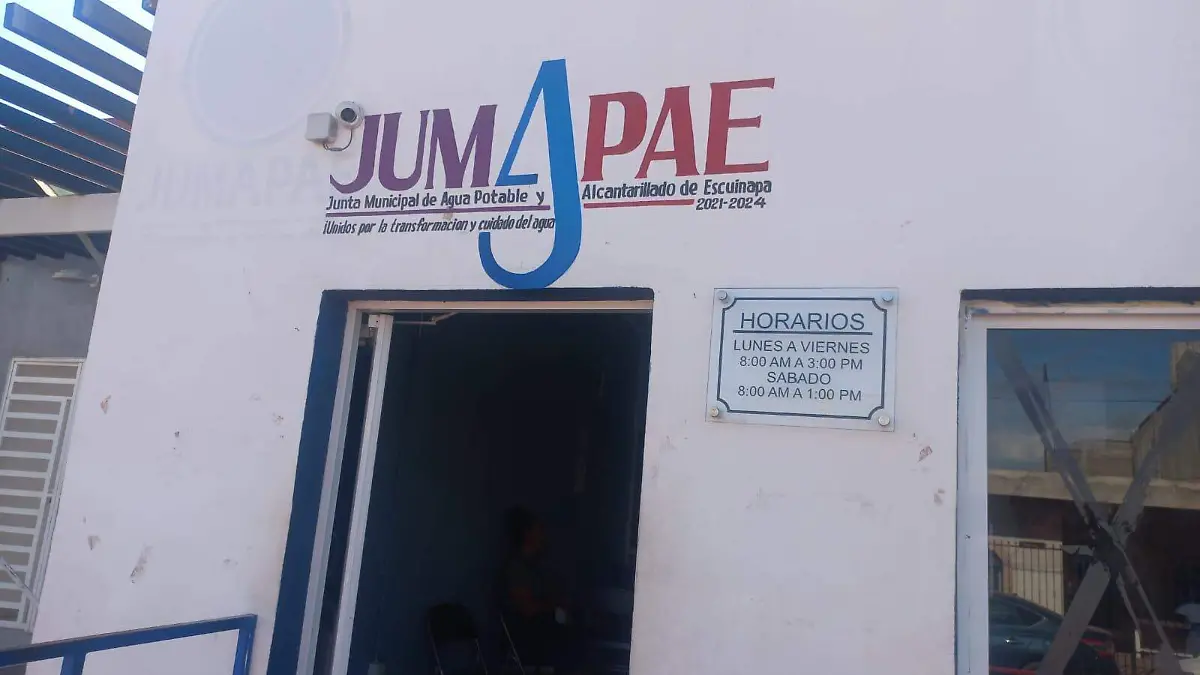 JUMAPAE
Junta Municipal de Agua Potable y Alcantarillado de Escuinapa
2021-2024
¡Unidos por la transformacion y cuidado del agua
JUMAPA
HORARIOS
LUNES A VIERNES
8:00 AM A 3:00 PM
SABADO
8:00 AM A 1:00 PM